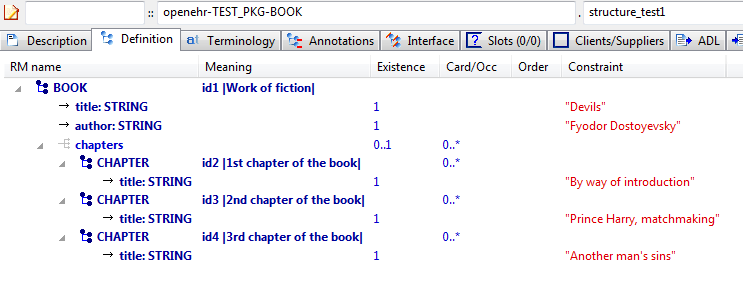 :: openehr-TEST_PKG-BOOK . structure_test1
Description Definition Terminology Annotations Interface Slots (0/0) Clients/Suppliers ADL
RM name Meaning Existence Card/Occ Order Constraint
BOOK id1 |Work of fiction|
title: STRING 1 "Devils"
author: STRING 1 "Fyodor Dostoyevsky"
chapters 0..1 0..*
CHAPTER id2 |1st chapter of the book| 0..*
title: STRING 1 "By way of introduction"
CHAPTER id3 |2nd chapter of the book| 0..*
title: STRING 1 "Prince Harry, matchmaking"
CHAPTER id4 |3rd chapter of the book| 0..*
title: STRING 1 "Another man's sins"